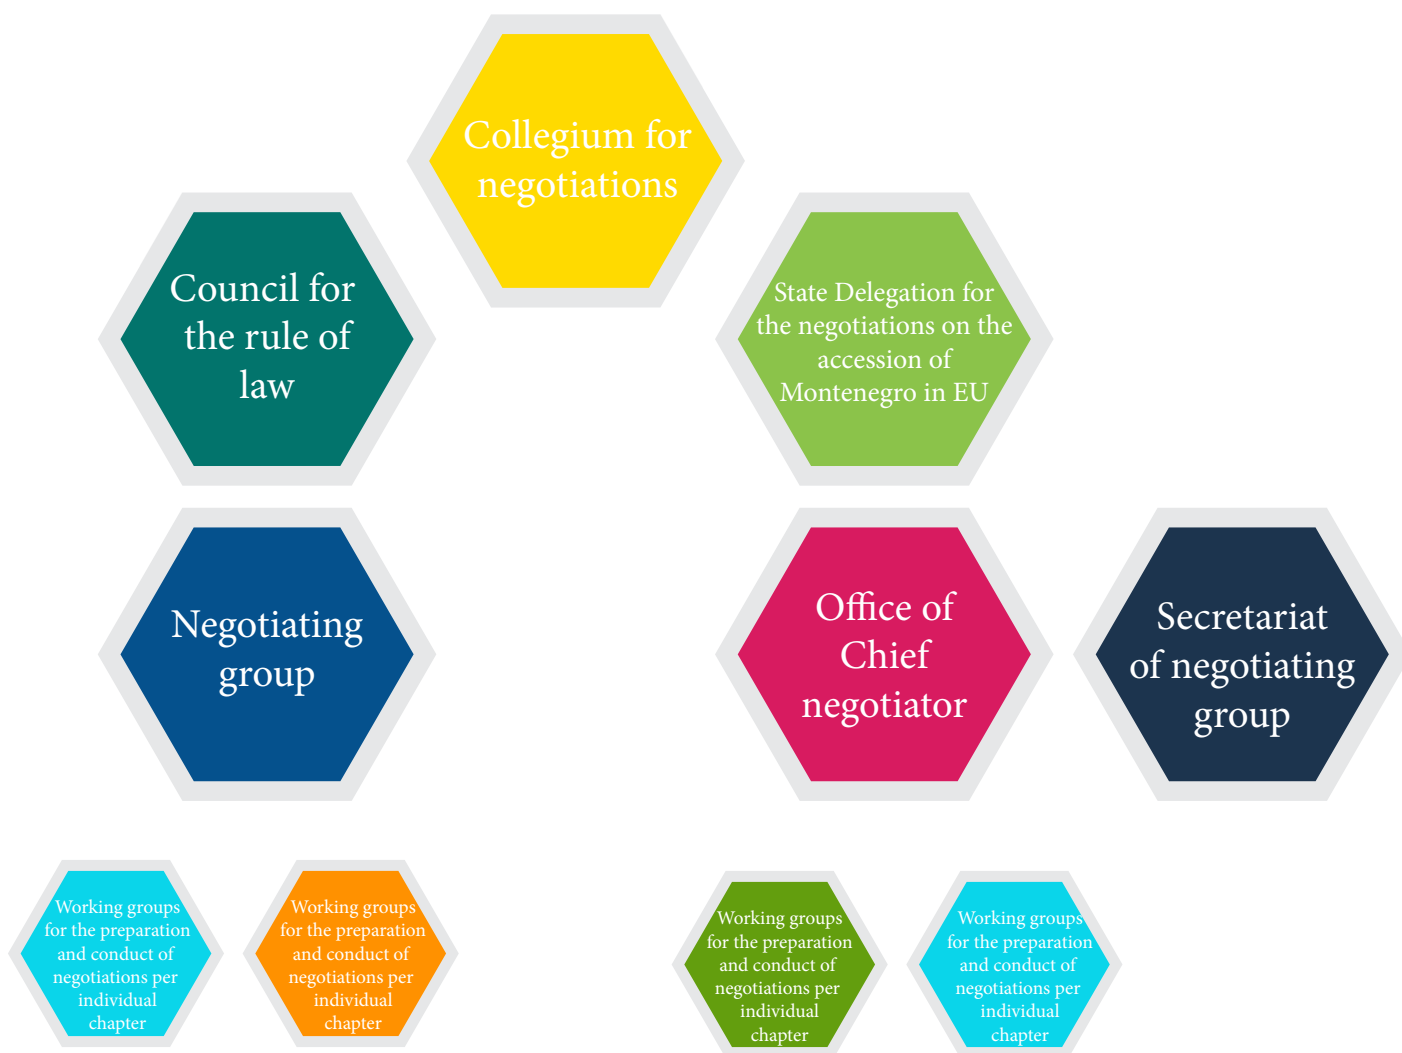 Collegium for
negotiations
Council for
the rule of
law
State Delegation for
the negotiations on the
accession of
Montenegro in EU
Negotiating
group
Office of
Chief
negotiator
Secretariat
of negotiating
group
Working groups
for the preparation
and conduct of
negotiations per
individual
chapter
Working groups
for the preparation
and conduct of
negotiations per
individual
chapter
Working groups
for the preparation
and conduct of
negotiations per
individual
chapter
Working groups
for the preparation
and conduct of
negotiations per
individual
chapter